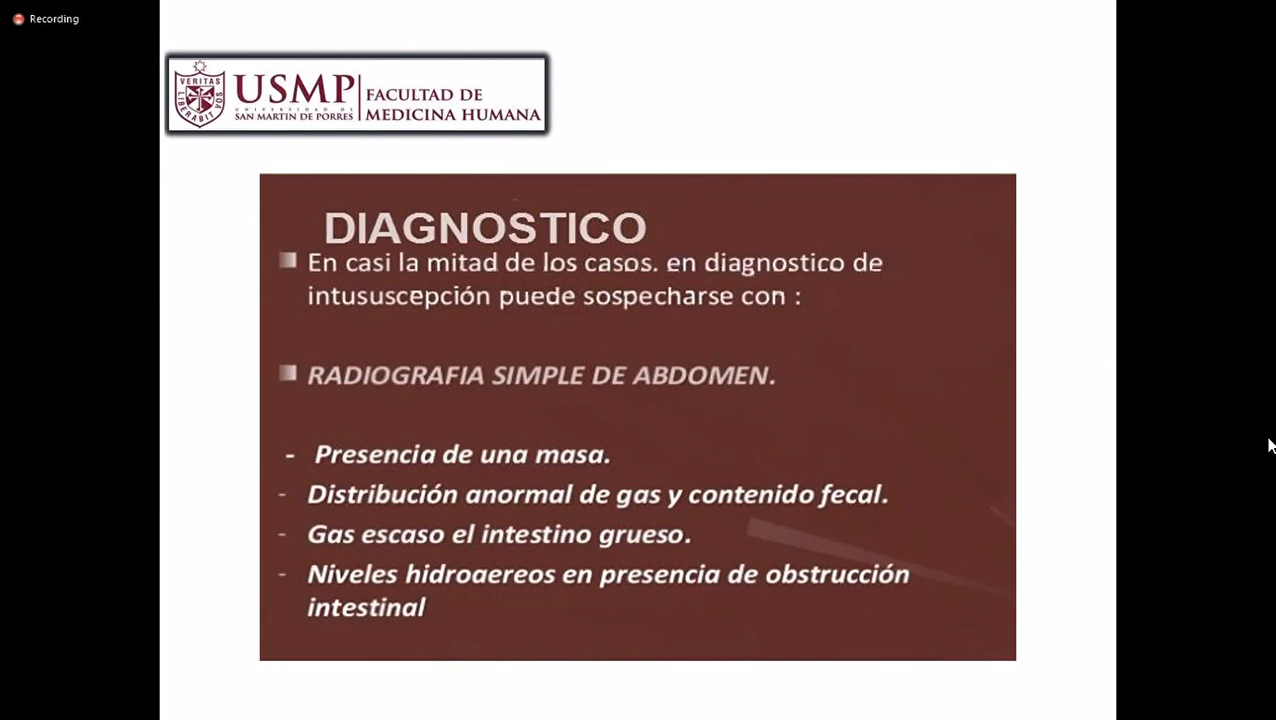 Recording
VERITAS
LIBERABIT VOS
USMP
UNIVERSIDAD DE
SAN MARTIN DE PORRES
FACULTAD DE
MEDICINA HUMANA
DIAGNOSTICO
En casi la mitad de los casos. en diagnostico de
intususcepción puede sospecharse con :
RADIOGRAFIA SIMPLE DE ABDOMEN.
- Presencia de una masa.
- Distribución anormal de gas y contenido fecal.
- Gas escaso el intestino grueso.
- Niveles hidroaereos en presencia de obstrucción
intestinal